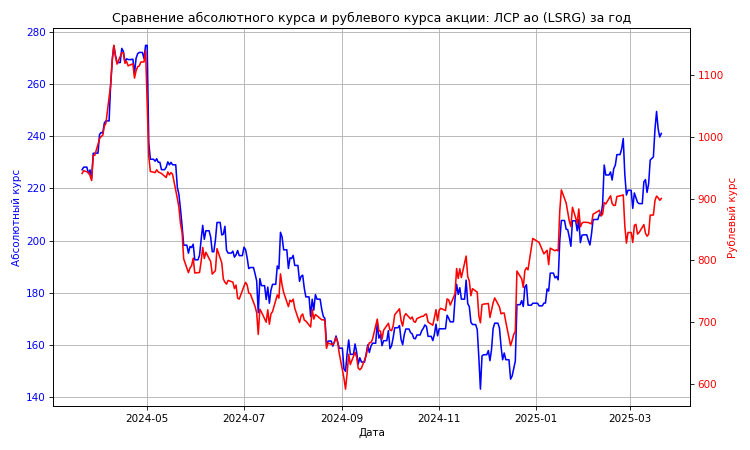 Сравнение абсолютного курса и рублевого курса акции: ЛСР ао (LSRG) за год
280
260
240
220
200
180
160
140
Абсолютный курс
1100
1000
900
800
700
600
Рублевый курс
2024-05 2024-07 2024-09 2024-11 2025-01 2025-03
Дата